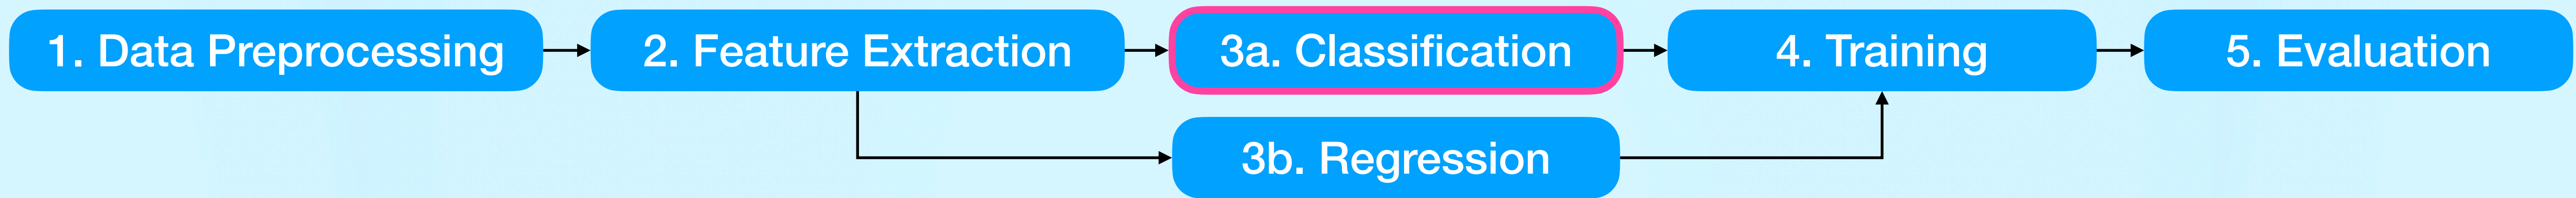 1. Data Preprocessing
2. Feature Extraction
3a. Classification
4. Training
5. Evaluation
3b. Regression